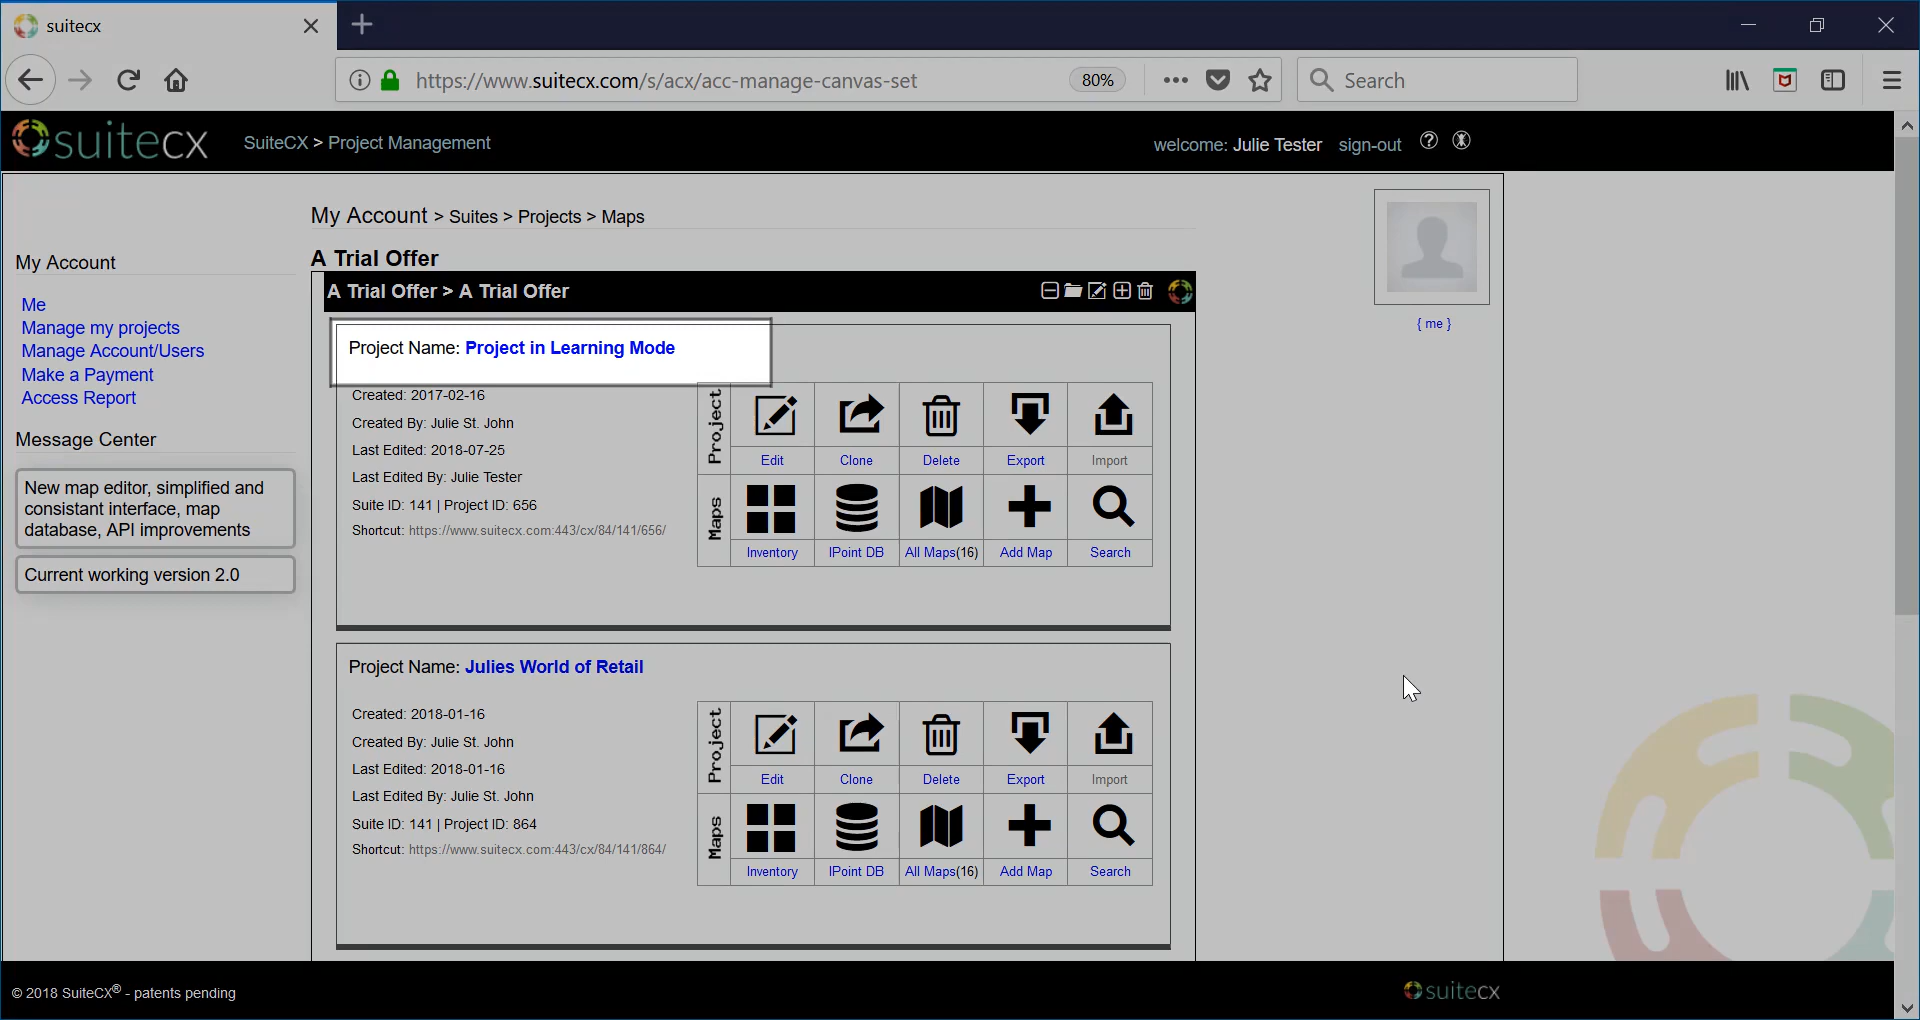 suitecx
https://www.suitecx.com/s/acx/acc-manage-canvas-set
80%
Search
suitecx
SuiteCX > Project Management
welcome: Julie Tester
sign-out
My Account > Suites > Projects > Maps
A Trial Offer
A Trial Offer > A Trial Offer
{ me }
My Account
Me
Manage my projects
Manage Account/Users
Make a Payment
Access Report
Message Center
New map editor, simplified and
consistant interface, map
database, API improvements
Current working version 2.0
Project Name: Project in Learning Mode
Created: 2017-02-16
Created By: Julie St. John
Last Edited: 2018-07-25
Last Edited By: Julie Tester
Suite ID: 141 | Project ID: 656
Shortcut: https://www.suitecx.com:443/cx/84/141/656/
Project
Edit Clone Delete Export Import
Maps
Inventory IPoint DB All Maps(16) Add Map Search
Project Name: Julies World of Retail
Created: 2018-01-16
Created By: Julie St. John
Last Edited: 2018-01-16
Last Edited By: Julie St. John
Suite ID: 141 | Project ID: 864
Shortcut: https://www.suitecx.com:443/cx/84/141/864/
Project
Edit Clone Delete Export Import
Maps
Inventory IPoint DB All Maps(16) Add Map Search
© 2018 SuiteCX® - patents pending
suitecx